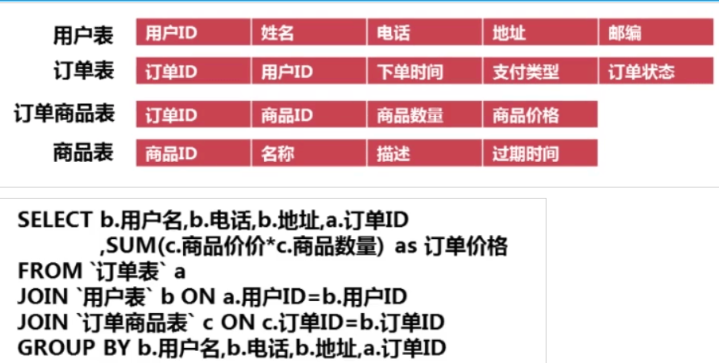 用户表 用户ID 姓名 电话 地址 邮编
订单表 订单ID 用户ID 下单时间 支付类型 订单状态
订单商品表 订单ID 商品ID 商品数量 商品价格
商品表 商品ID 名称 描述 过期时间
SELECT b.用户名,b.电话,b.地址,a.订单ID
,SUM(c.商品价价*c.商品数量) as 订单价格
FROM `订单表` a
JOIN `用户表` b ON a.用户ID=b.用户ID
JOIN `订单商品表` c ON c.订单ID=b.订单ID
GROUP BY b.用户名,b.电话,b.地址,a.订单ID